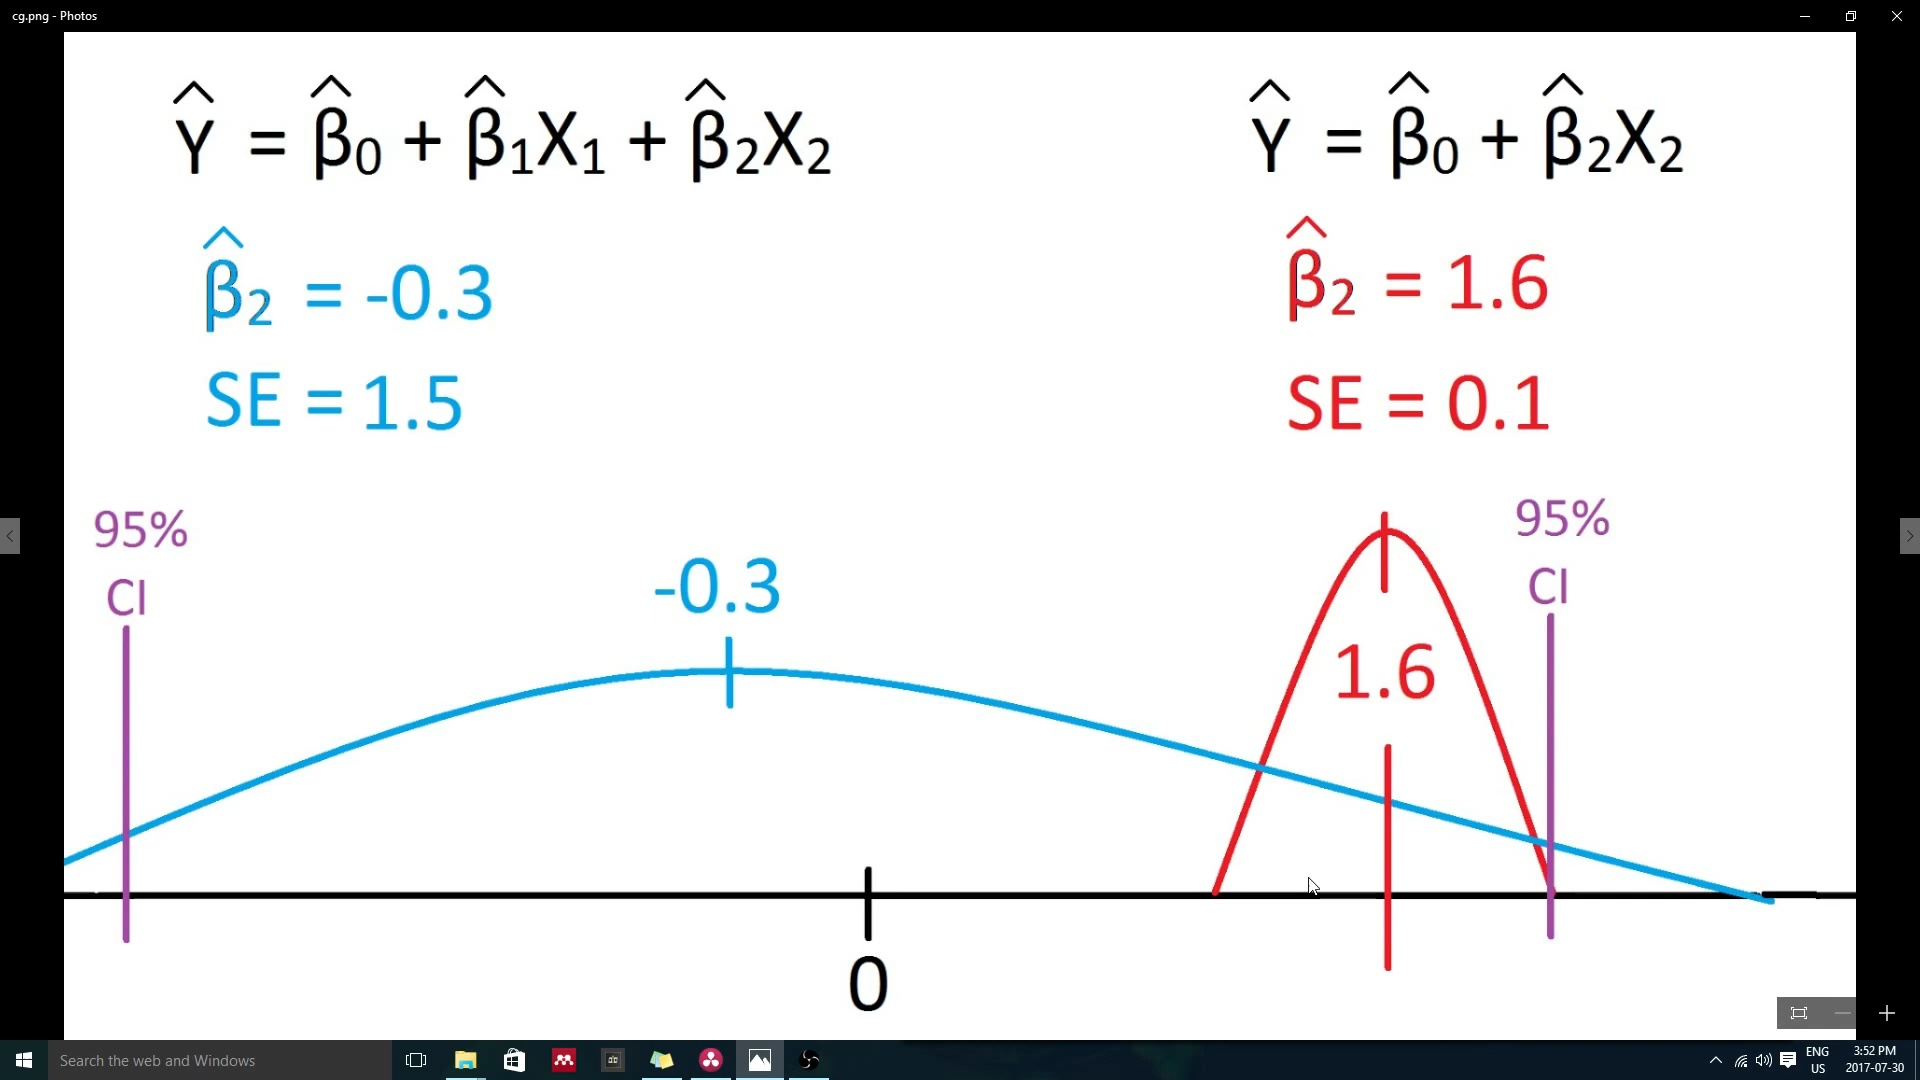 cg.png - Photos
Ŷ = β̂₀ + β̂₁X₁ + β̂₂X₂
Ŷ = β̂₀ + β̂₂X₂
β̂₂ = -0.3
SE = 1.5
β̂₂ = 1.6
SE = 0.1
95%
CI
-0.3
1.6
95%
CI
0
Search the web and Windows
ENG
US
3:52 PM
2017-07-30